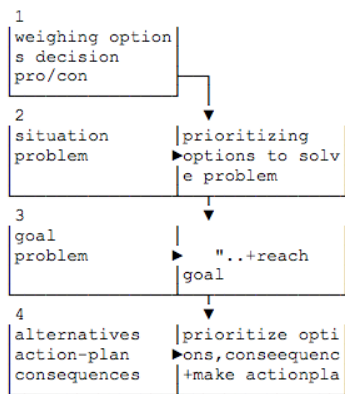 1
weighing option
s decision
pro/con
2
situation prioritizing
problem options to solv
e problem
3
goal
problem "..+reach
goal
4
alternatives prioritize opti
action-plan ons,conseequenc
consequences +make actionpla